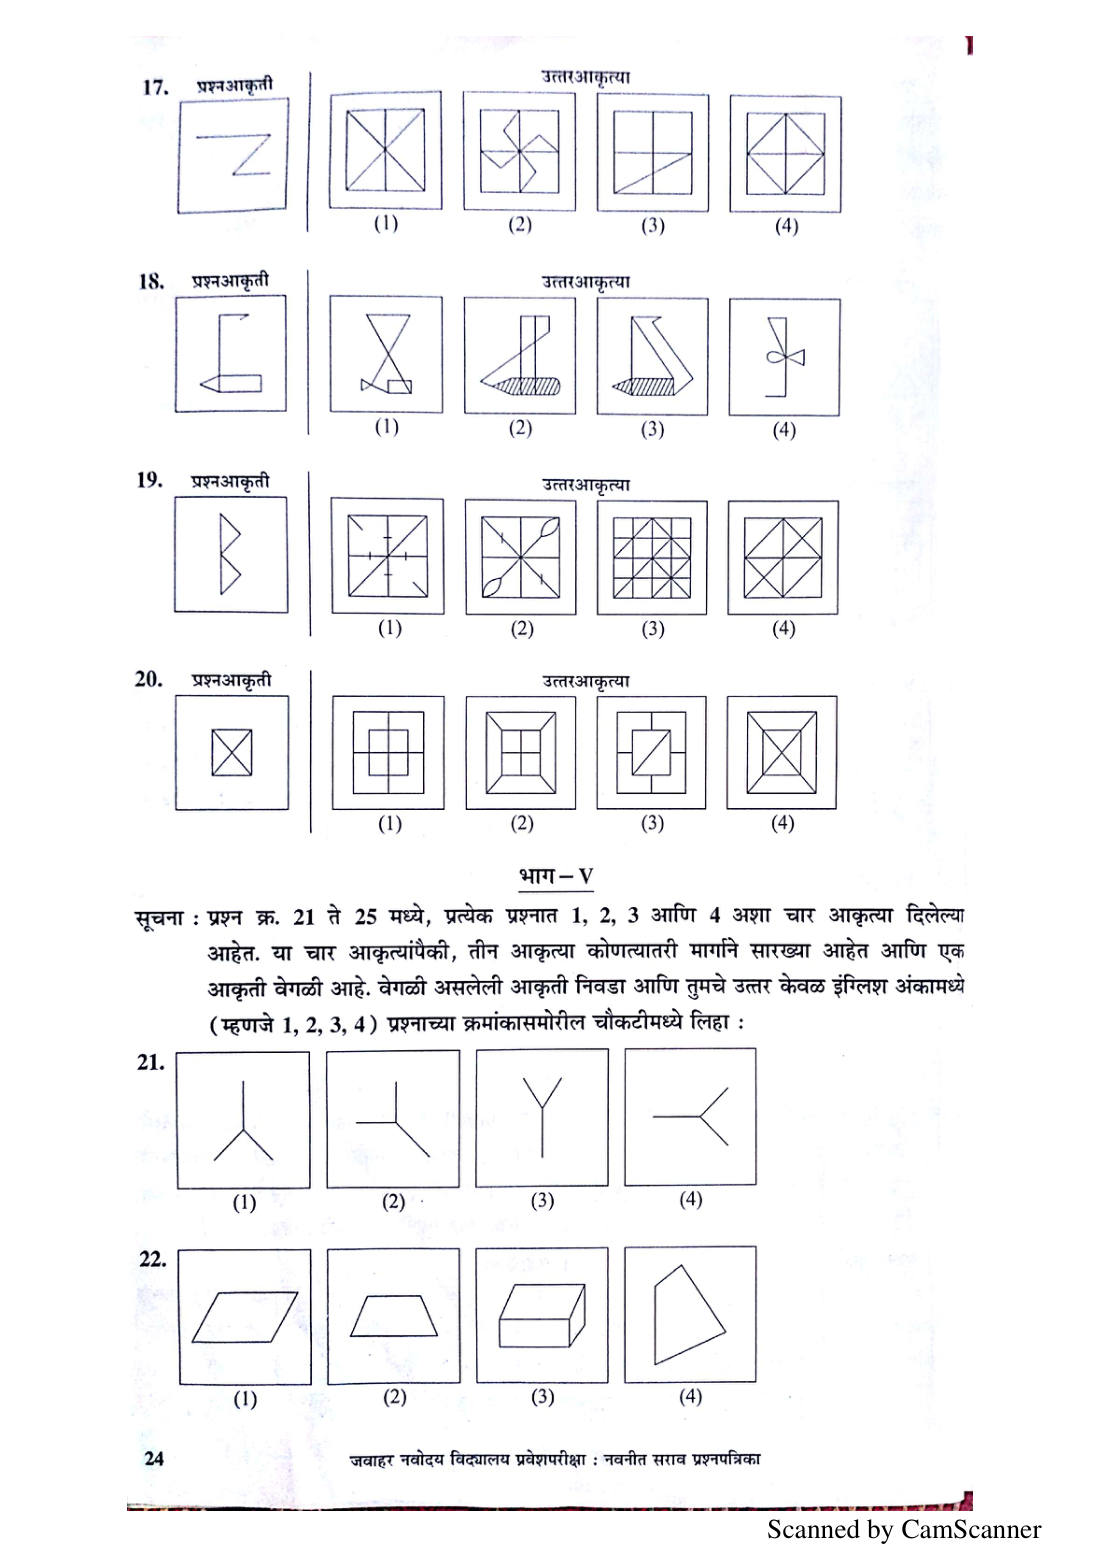 17. प्रश्नआकृती उत्तरआकृत्या
(1) (2) (3) (4)
18. प्रश्नआकृती उत्तरआकृत्या
(1) (2) (3) (4)
19. प्रश्नआकृती उत्तरआकृत्या
(1) (2) (3) (4)
20. प्रश्नआकृती उत्तरआकृत्या
(1) (2) (3) (4)
भाग – V
सूचना : प्रश्न क्र. 21 ते 25 मध्ये, प्रत्येक प्रश्नात 1, 2, 3 आणि 4 अशा चार आकृत्या दिलेल्या
आहेत. या चार आकृत्यांपैकी, तीन आकृत्या कोणत्यातरी मार्गाने सारख्या आहेत आणि एक
आकृती वेगळी आहे. वेगळी असलेली आकृती निवडा आणि तुमचे उत्तर केवळ इंग्लिश अंकामध्ये
(म्हणजे 1, 2, 3, 4) प्रश्नाच्या क्रमांकासमोरील चौकटीमध्ये लिहा :
21.
(1) (2) (3) (4)
22.
(1) (2) (3) (4)
24 जवाहर नवोदय विद्यालय प्रवेशपरीक्षा : नवनीत सराव प्रश्नपत्रिका
Scanned by CamScanner